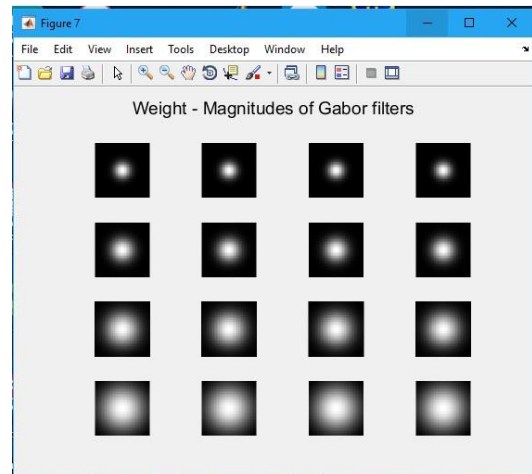 Figure 7
File Edit View Insert Tools Desktop Window Help
Weight - Magnitudes of Gabor filters